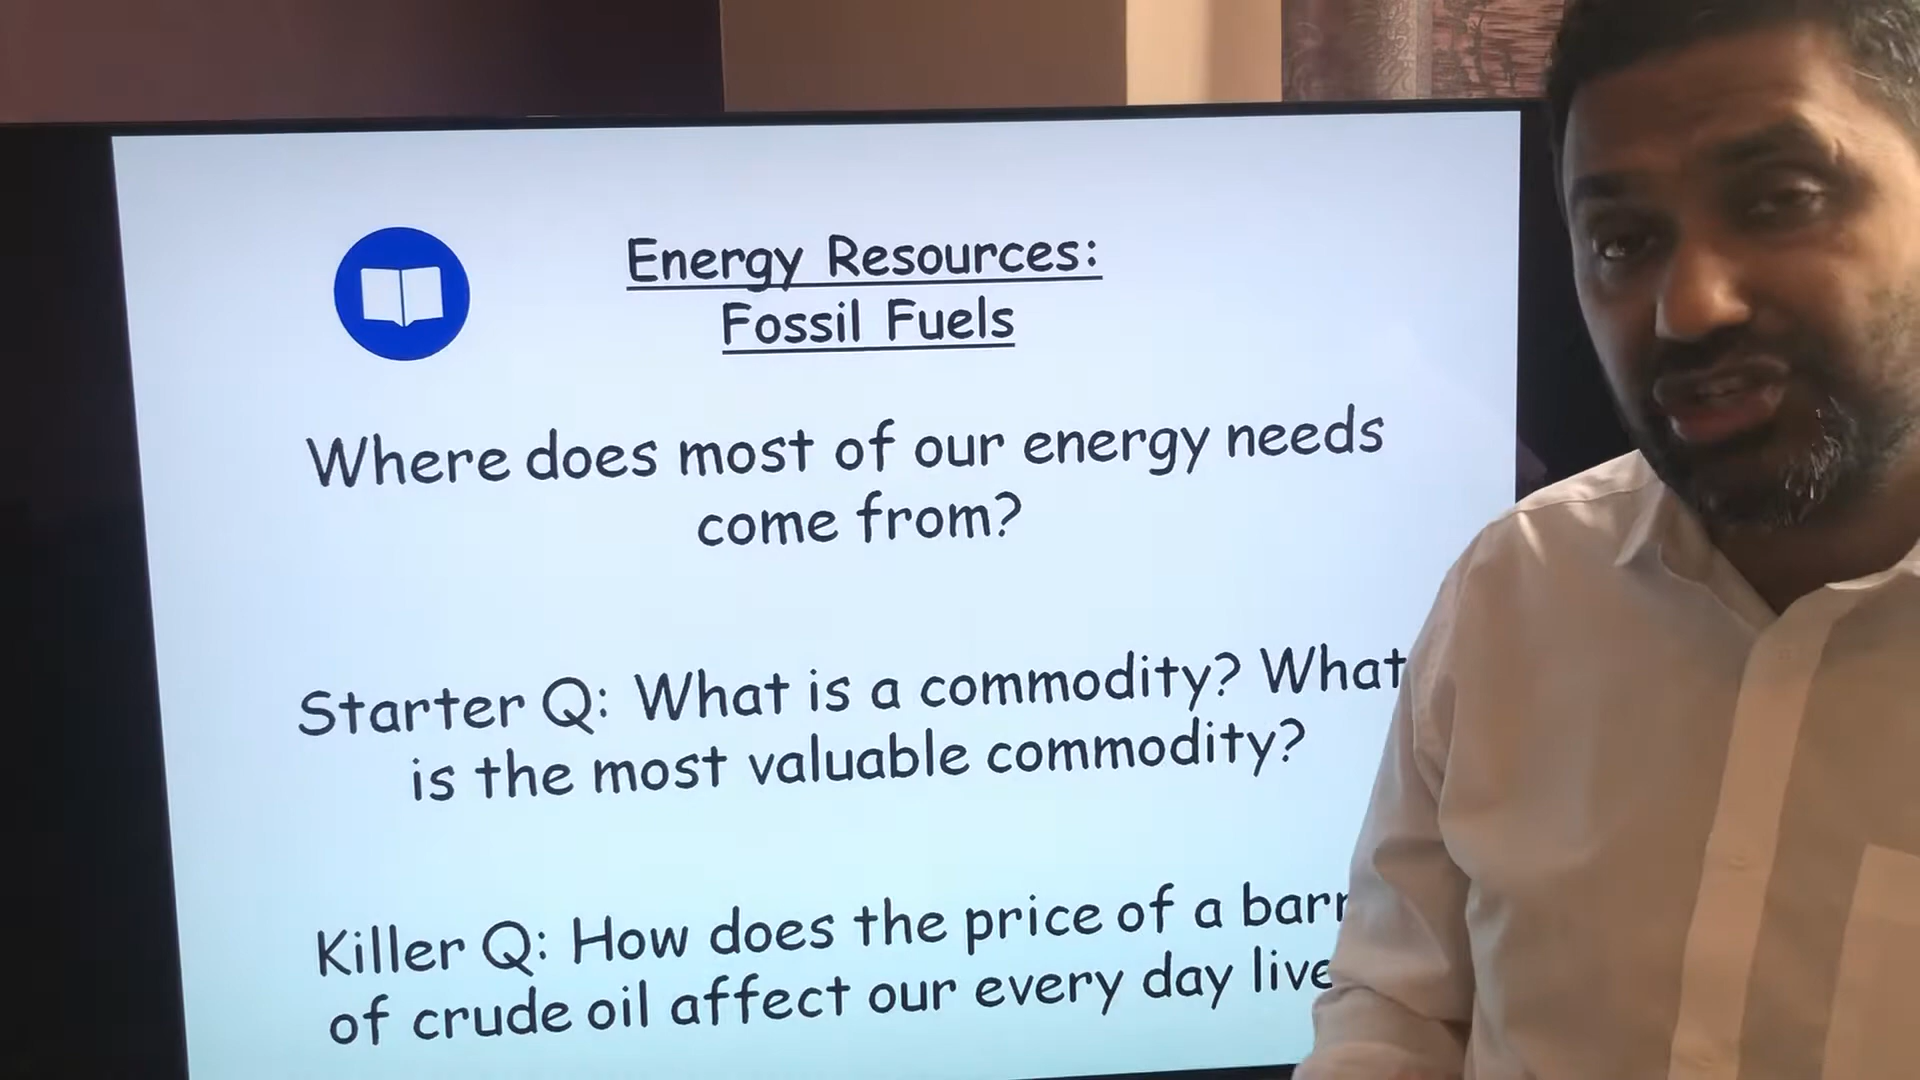 Energy Resources:
Fossil Fuels
Where does most of our energy needs
come from?
Starter Q: What is a commodity? What
is the most valuable commodity?
Killer Q: How does the price of a
of crude oil affect our every day